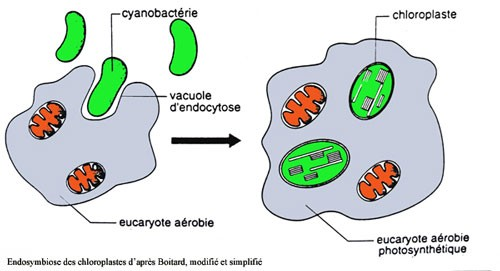 cyanobactérie
vacuole
d'endocytose
eucaryote aérobie
chloroplaste
eucaryote aérobie
photosynthétique
Endosymbiose des chloroplastes d'après Boitard, modifié et simplifié